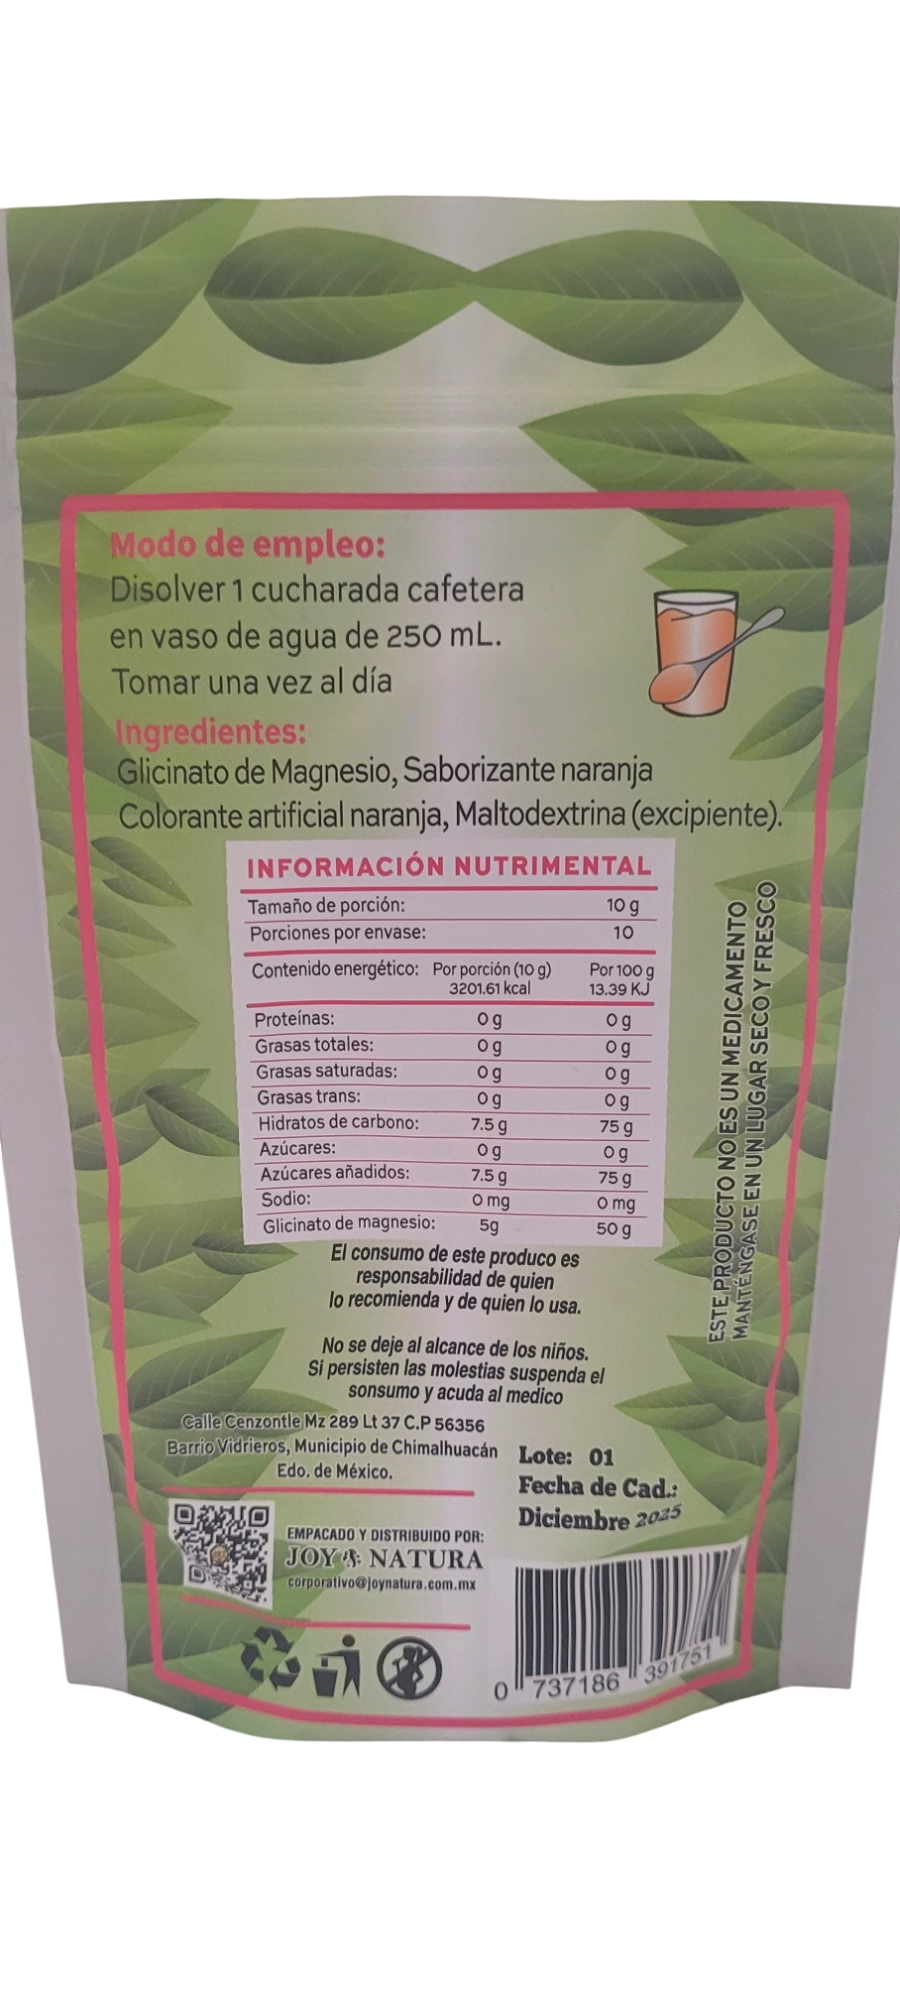 Modo de empleo:
Disolver 1 cucharada cafetera
en vaso de agua de 250 mL.
Tomar una vez al día
Ingredientes:
Glicinato de Magnesio, Saborizante naranja
Colorante artificial naranja, Maltodextrina (excipiente).
INFORMACIÓN NUTRIMENTAL
Tamaño de porción: 10 g
Porciones por envase: 10
Contenido energético: Por porción (10 g) Por 100 g
3201.61 kcal 13.39 KJ
Proteínas: 0 g 0 g
Grasas totales: 0 g 0 g
Grasas saturadas: 0 g 0 g
Grasas trans: 0 g 0 g
Hidratos de carbono: 7.5 g 75 g
Azúcares: 0 g 0 g
Azúcares añadidos: 7.5 g 75 g
Sodio: 0 mg 0 mg
Glicinato de magnesio: 5g 50 g
El consumo de este produco es
responsabilidad de quien
lo recomienda y de quien lo usa.
No se deje al alcance de los niños.
Si persisten las molestias suspenda el
sonsumo y acuda al medico
ESTE PRODUCTO NO ES UN MEDICAMENTO
MANTÉNGASE EN UN LUGAR SECO Y FRESCO
Calle Cenzontle Mz 289 Lt 37 C.P 56356
Barrio Vidrieros, Municipio de Chimalhuacán
Edo. de México.
Lote: 01
Fecha de Cad.:
Diciembre 2025
EMPACADO Y DISTRIBUIDO POR:
JOY NATURA
corporativo@joynatura.com.mx
0 737186 391751